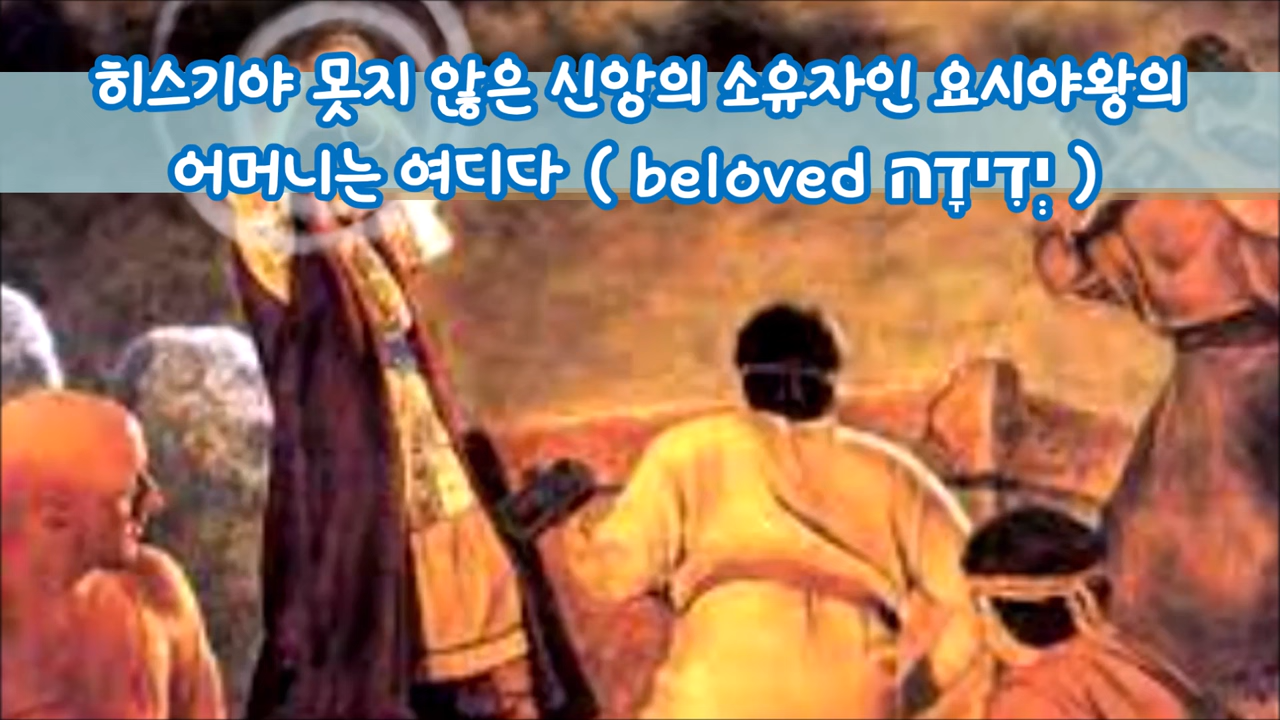 히스기야 못지 않은 신앙의 소유자인 요시야왕의
어머니는 여디다 ( beloved יְדִידָה )